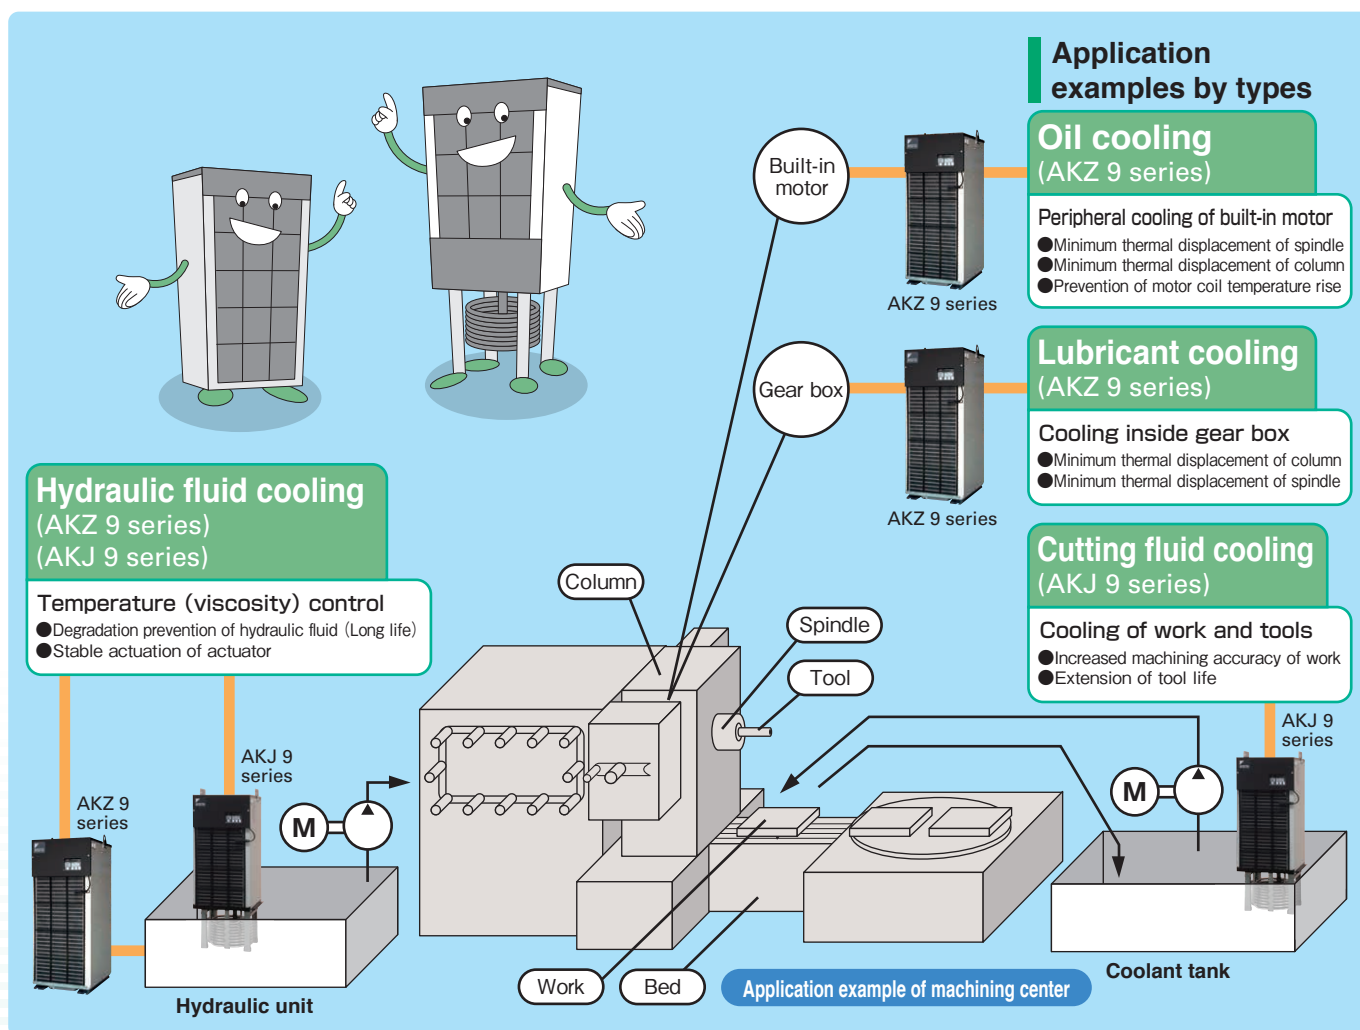 Application
examples by types
Oil cooling
(AKZ 9 series)
Peripheral cooling of built-in motor
●Minimum thermal displacement of spindle
●Minimum thermal displacement of column
●Prevention of motor coil temperature rise
Built-in
motor
AKZ 9 series
Lubricant cooling
(AKZ 9 series)
Cooling inside gear box
●Minimum thermal displacement of column
●Minimum thermal displacement of spindle
Gear box
AKZ 9 series
Hydraulic fluid cooling
(AKZ 9 series)
(AKJ 9 series)
Temperature (viscosity) control
●Degradation prevention of hydraulic fluid (Long life)
●Stable actuation of actuator
Cutting fluid cooling
(AKJ 9 series)
Cooling of work and tools
●Increased machining accuracy of work
●Extension of tool life
Column
Spindle
Tool
AKJ 9
series
AKJ 9
series
AKZ 9
series
M
M
Hydraulic unit
Work
Bed
Application example of machining center
Coolant tank